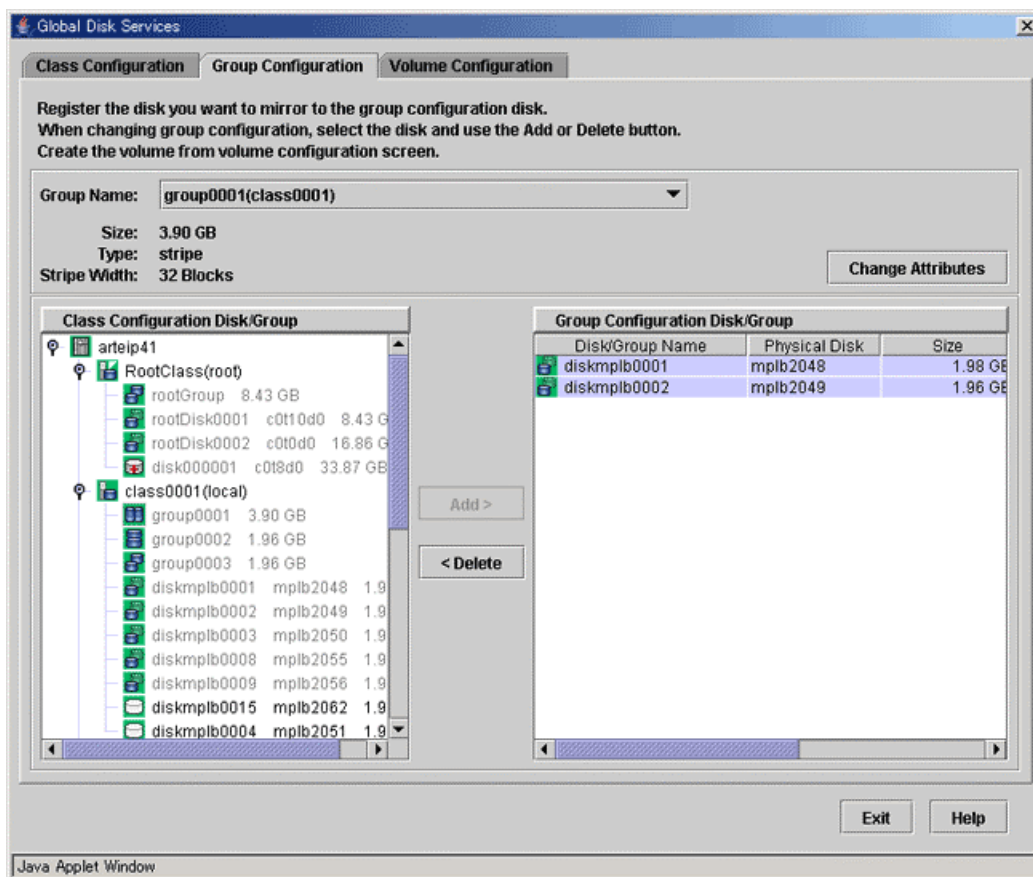 Global Disk Services
Class Configuration Group Configuration Volume Configuration
Register the disk you want to mirror to the group configuration disk.
When changing group configuration, select the disk and use the Add or Delete button.
Create the volume from volume configuration screen.
Group Name: group0001(class0001)
Size: 3.90 GB
Type: stripe
Stripe Width: 32 Blocks
Change Attributes
Class Configuration Disk/Group
arteip41
RootClass(root)
rootGroup 8.43 GB
rootDisk0001 c0t10d0 8.43 G
rootDisk0002 c0t0d0 16.86 G
disk000001 c0t8d0 33.87 GB
class0001(local)
group0001 3.90 GB
group0002 1.96 GB
group0003 1.96 GB
diskmplb0001 mplb2048 1.9
diskmplb0002 mplb2049 1.9
diskmplb0003 mplb2050 1.9
diskmplb0008 mplb2055 1.9
diskmplb0009 mplb2056 1.9
diskmplb0015 mplb2062 1.9
diskmplb0004 mplb2051 1.9
Add >
< Delete
Group Configuration Disk/Group
Disk/Group Name Physical Disk Size
diskmplb0001 mplb2048 1.98 GB
diskmplb0002 mplb2049 1.96 GB
Exit Help
Java Applet Window